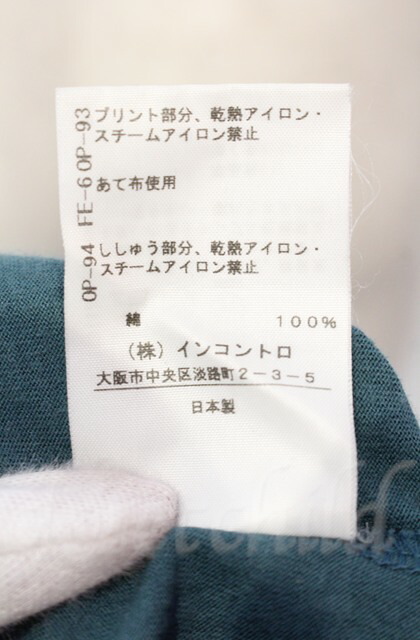 プリント部分、乾熱アイロン・
スチームアイロン禁止
あて布使用
ししゅう部分、乾熱アイロン・
スチームアイロン禁止
綿 100%
(株)インコントロ
大阪市中央区淡路町2-3-5
日本製
OP-94 FE-6 OP-93